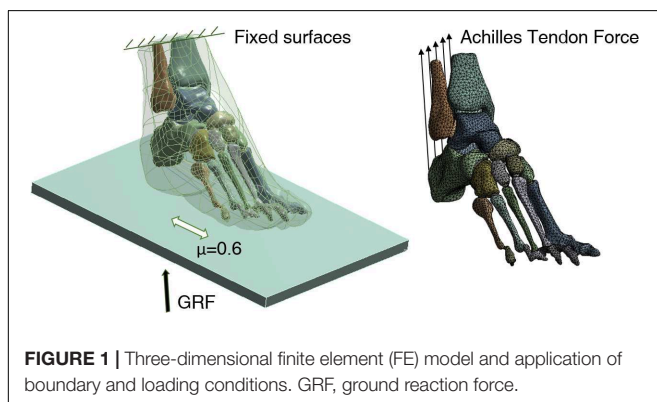 Fixed surfaces
Achilles Tendon Force
μ=0.6
GRF
FIGURE 1 | Three-dimensional finite element (FE) model and application of
boundary and loading conditions. GRF, ground reaction force.